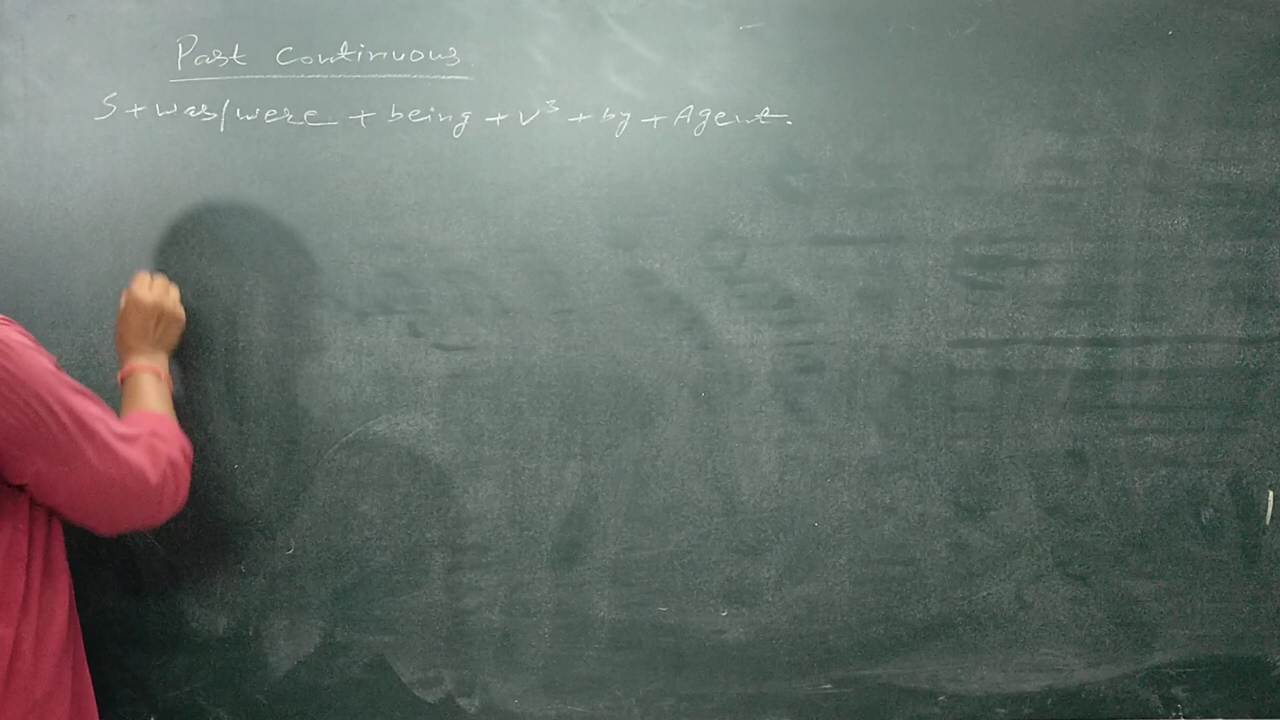 Past Continuous
S + was/were + being + V³ + by + Agent.